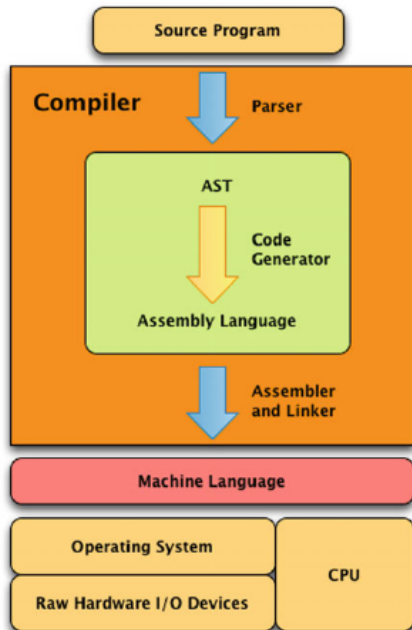 Source Program
Compiler
Parser
AST
Code
Generator
Assembly Language
Assembler
and Linker
Machine Language
Operating System
CPU
Raw Hardware I/O Devices